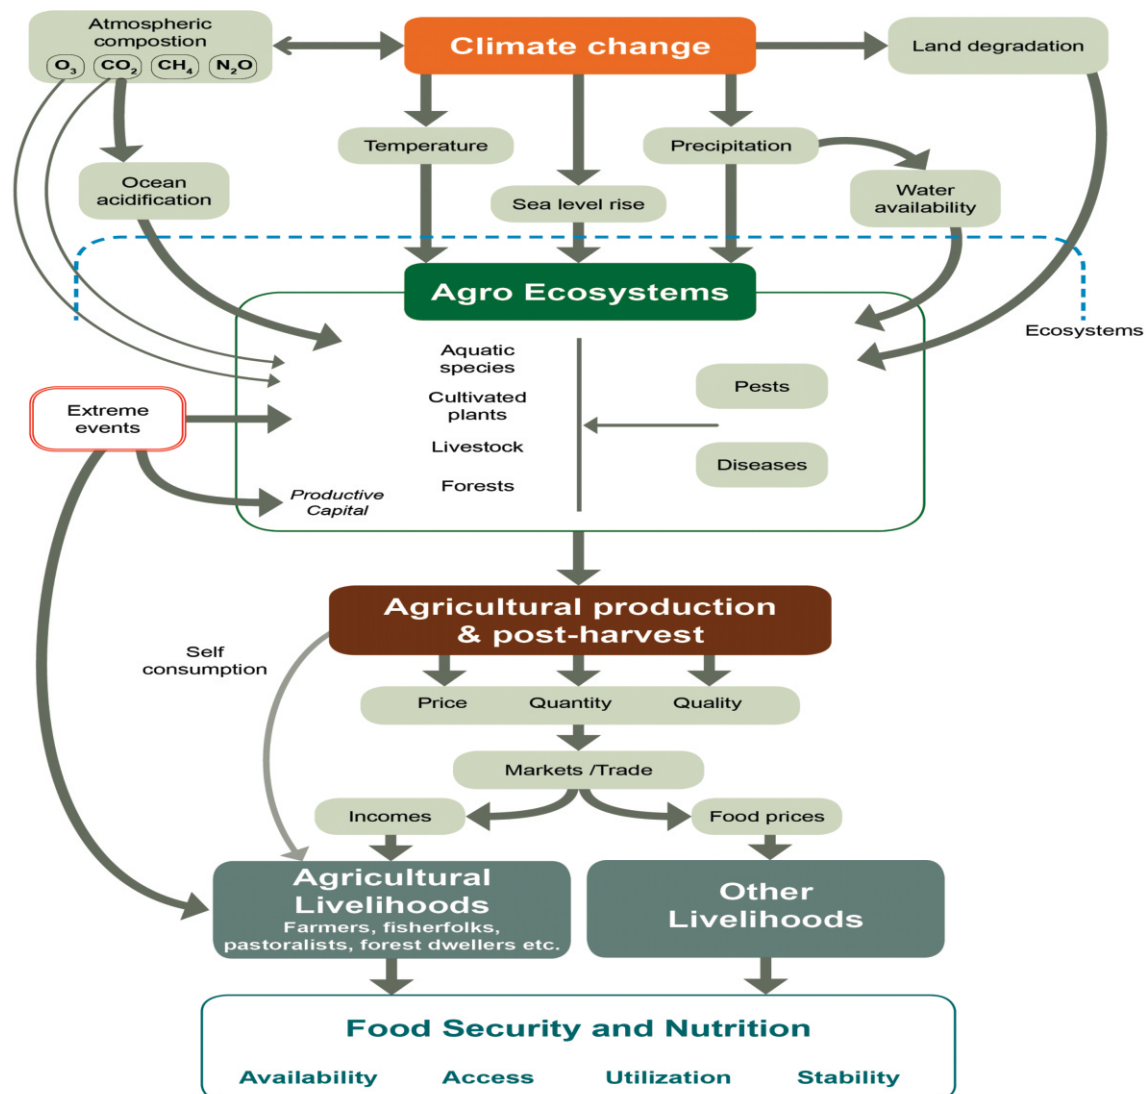 Atmospheric
compostion
O₃ CO₂ CH₄ N₂O
Climate change
Land degradation
Temperature
Precipitation
Ocean
acidification
Sea level rise
Water
availability
Agro Ecosystems
Ecosystems
Aquatic
species
Cultivated
plants
Livestock
Forests
Pests
Diseases
Extreme
events
Productive
Capital
Agricultural production
& post-harvest
Self
consumption
Price Quantity Quality
Markets /Trade
Incomes
Food prices
Agricultural
Livelihoods
Farmers, fisherfolks,
pastoralists, forest dwellers etc.
Other
Livelihoods
Food Security and Nutrition
Availability Access Utilization Stability